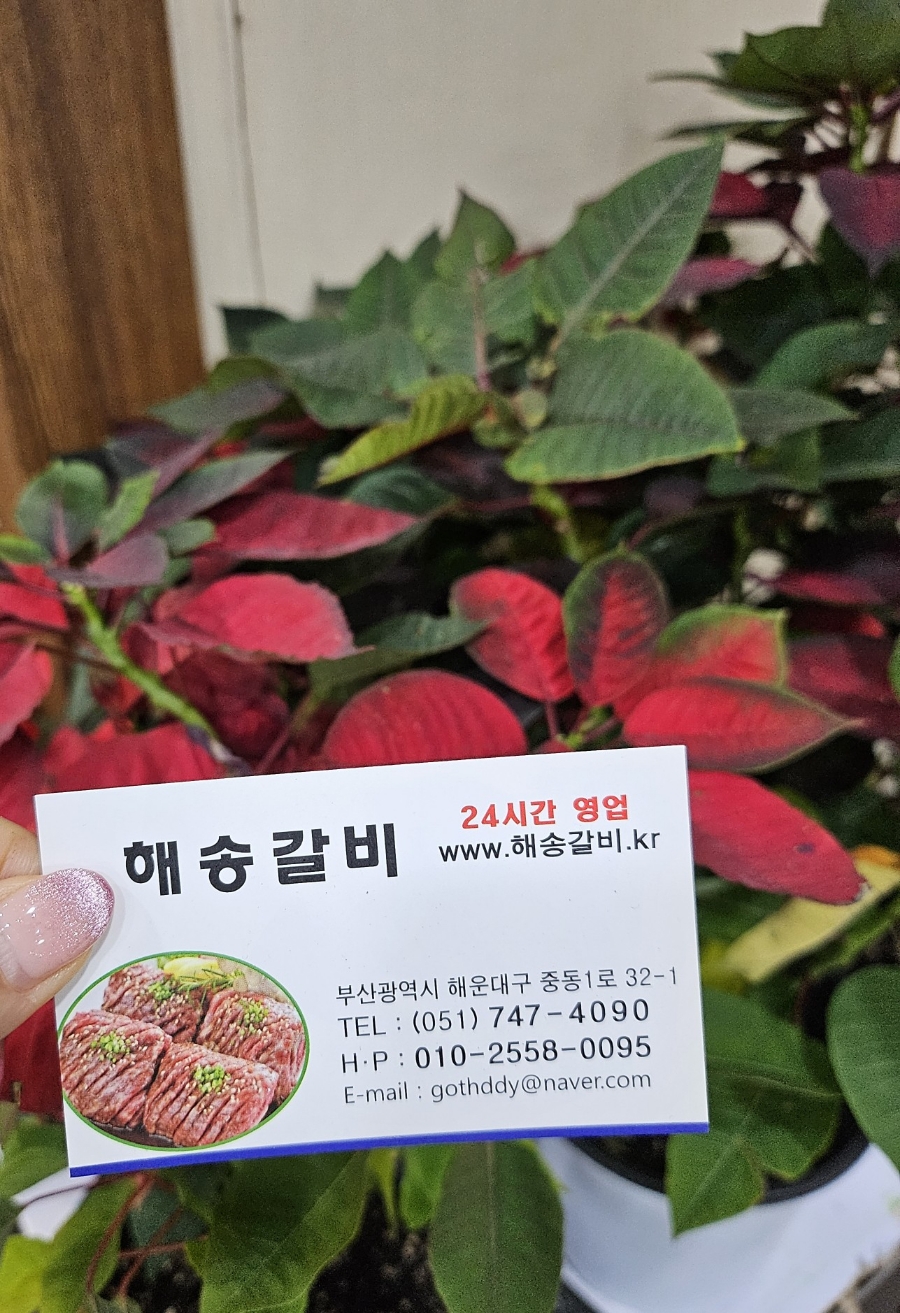 해송갈비
24시간 영업
www.해송갈비.kr
부산광역시 해운대구 중동1로 32-1
TEL : (051) 747-4090
H·P : 010-2558-0095
E-mail : gothddy@naver.com